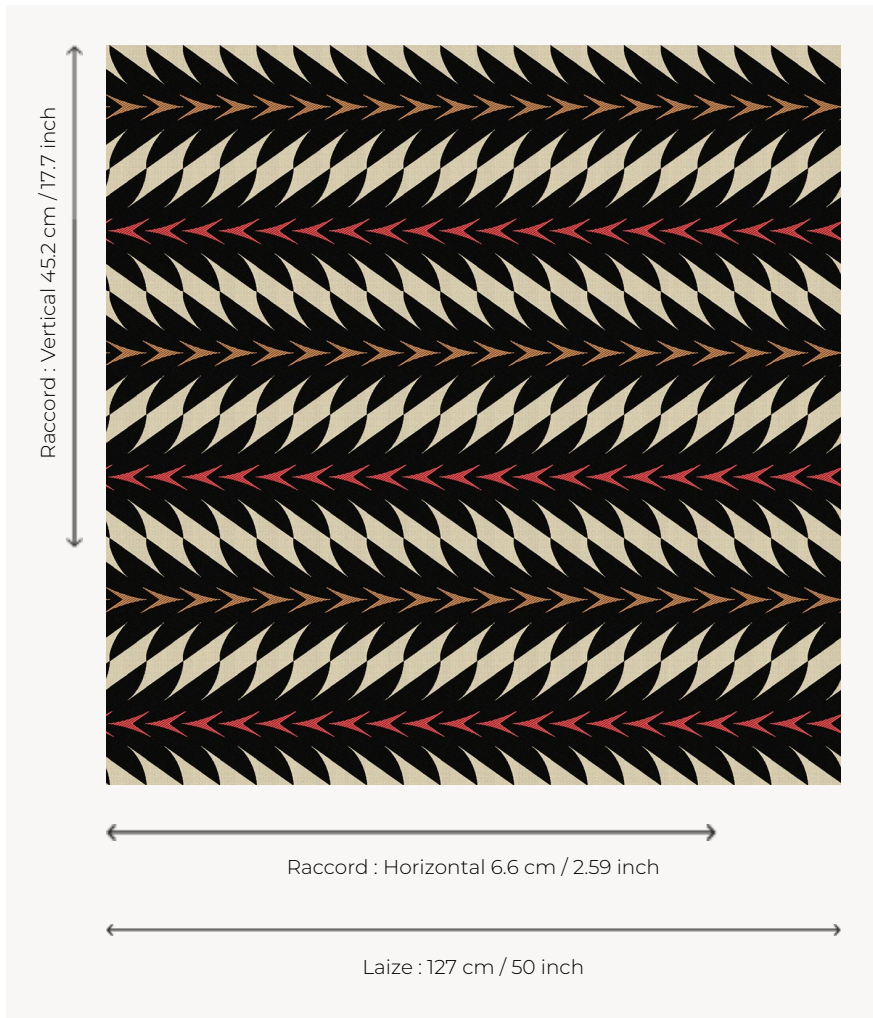 Raccord : Vertical 45.2 cm / 17.7 inch
Raccord : Horizontal 6.6 cm / 2.59 inch
Laize : 127 cm / 50 inch